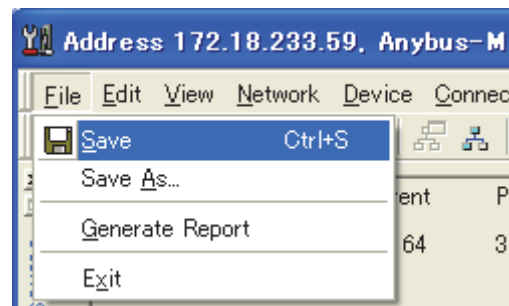 Address 172.18.233.59, Anybus-M
File Edit View Network Device Connec
Save Ctrl+S
Save As...
ent P
Generate Report
64 3
Exit